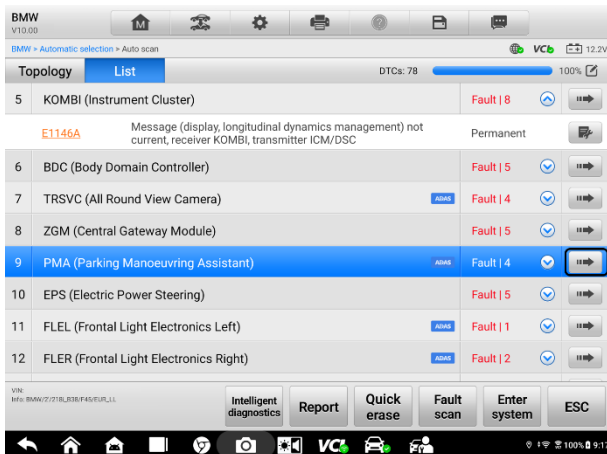 BMW
V10.00
BMW > Automatic selection > Auto scan
VCI 12.2V
Topology List DTCs: 78 100%
5 KOMBI (Instrument Cluster) Fault | 8
E1146A Message (display, longitudinal dynamics management) not current, receiver KOMBI, transmitter ICM/DSC Permanent
6 BDC (Body Domain Controller) Fault | 5
7 TRSVC (All Round View Camera) ADAS Fault | 4
8 ZGM (Central Gateway Module) Fault | 5
9 PMA (Parking Manoeuvring Assistant) ADAS Fault | 4
10 EPS (Electric Power Steering) Fault | 5
11 FLEL (Frontal Light Electronics Left) ADAS Fault | 1
12 FLER (Frontal Light Electronics Right) ADAS Fault | 2
VIN:
Info: BMW/2'/218i_B38/F45/EUR_LL
Intelligent diagnostics Report Quick erase Fault scan Enter system ESC
VCI 100% 9:17